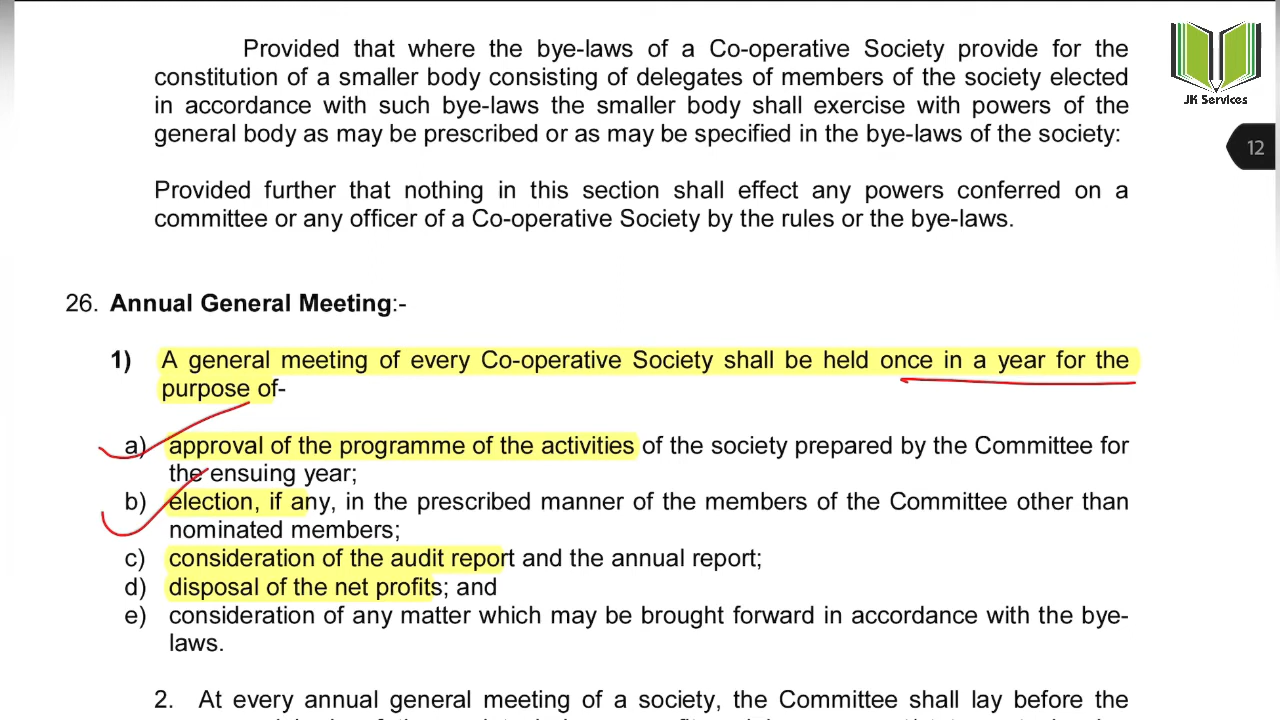 Provided that where the bye-laws of a Co-operative Society provide for the
constitution of a smaller body consisting of delegates of members of the society elected
in accordance with such bye-laws the smaller body shall exercise with powers of the
general body as may be prescribed or as may be specified in the bye-laws of the society:
JK Services
12
Provided further that nothing in this section shall effect any powers conferred on a
committee or any officer of a Co-operative Society by the rules or the bye-laws.
26. Annual General Meeting:-
1) A general meeting of every Co-operative Society shall be held once in a year for the
purpose of-
a) approval of the programme of the activities of the society prepared by the Committee for
the ensuing year;
b) election, if any, in the prescribed manner of the members of the Committee other than
nominated members;
c) consideration of the audit report and the annual report;
d) disposal of the net profits; and
e) consideration of any matter which may be brought forward in accordance with the bye-
laws.
2. At every annual general meeting of a society, the Committee shall lay before the